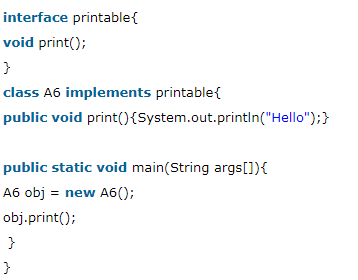 interface printable{
void print();
}
class A6 implements printable{
public void print(){System.out.println("Hello");}
public static void main(String args[]){
A6 obj = new A6();
obj.print();
}
}